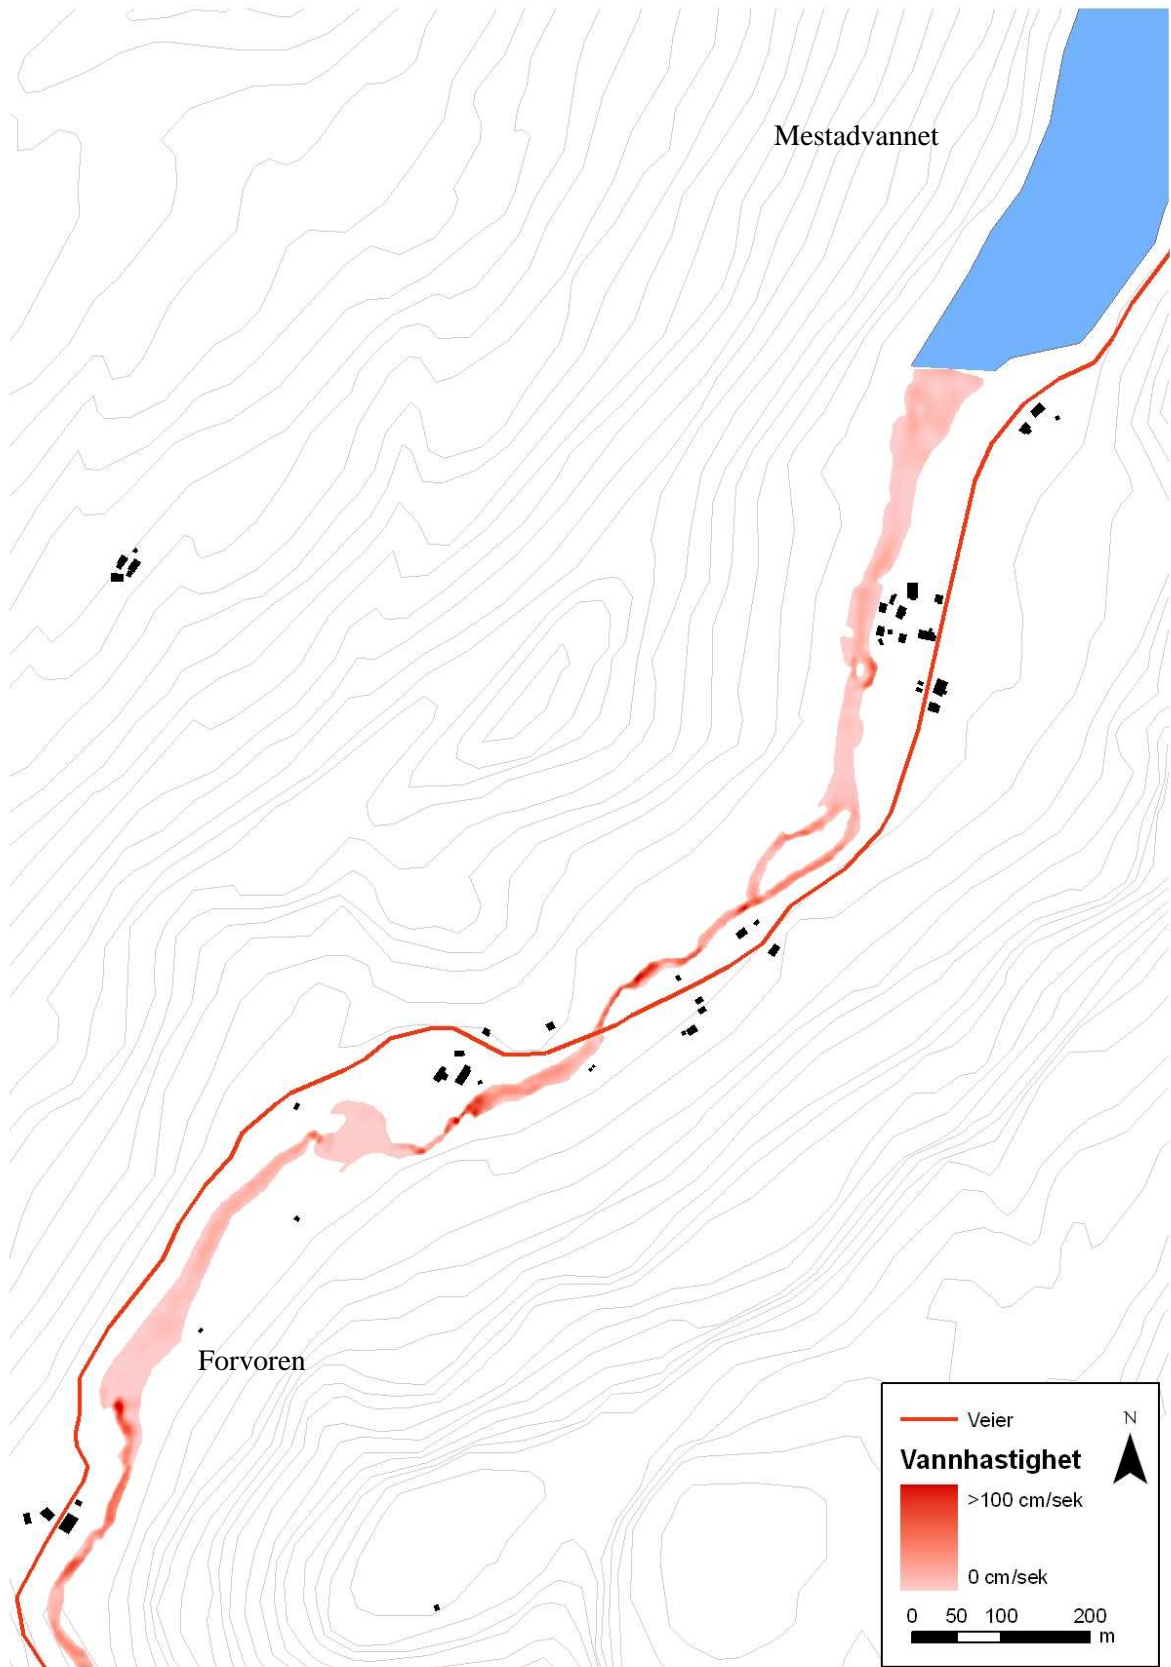 Mestadvannet
Forvoren
Veier
N
Vannhastighet
>100 cm/sek
0 cm/sek
0 50 100 200
m